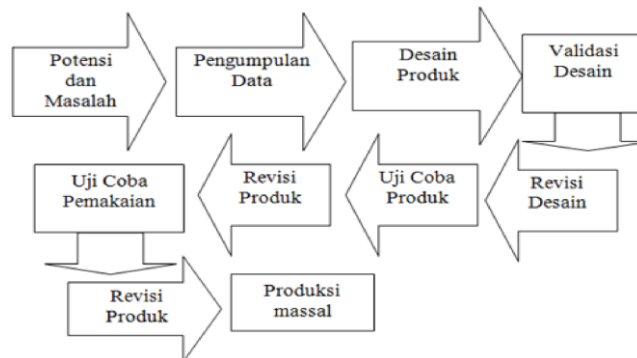 Potensi
dan
Masalah
Pengumpulan
Data
Desain
Produk
Validasi
Desain
Revisi
Desain
Uji Coba
Produk
Revisi
Produk
Uji Coba
Pemakaian
Revisi
Produk
Produksi
massal